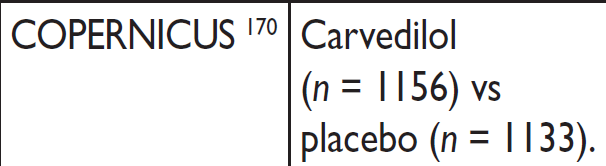 COPERNICUS 170 Carvedilol
(n = 1156) vs
placebo (n = 1133).